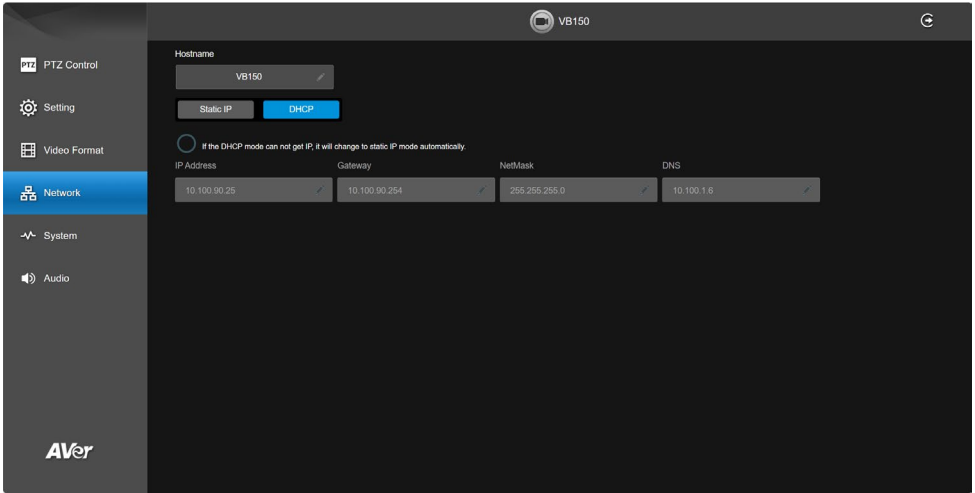 VB150
PTZ PTZ Control
Setting
Video Format
Network
System
Audio
AVer
Hostname
VB150
Static IP DHCP
If the DHCP mode can not get IP, it will change to static IP mode automatically.
IP Address Gateway NetMask DNS
10.100.90.25 10.100.90.254 255.255.255.0 10.100.1.6